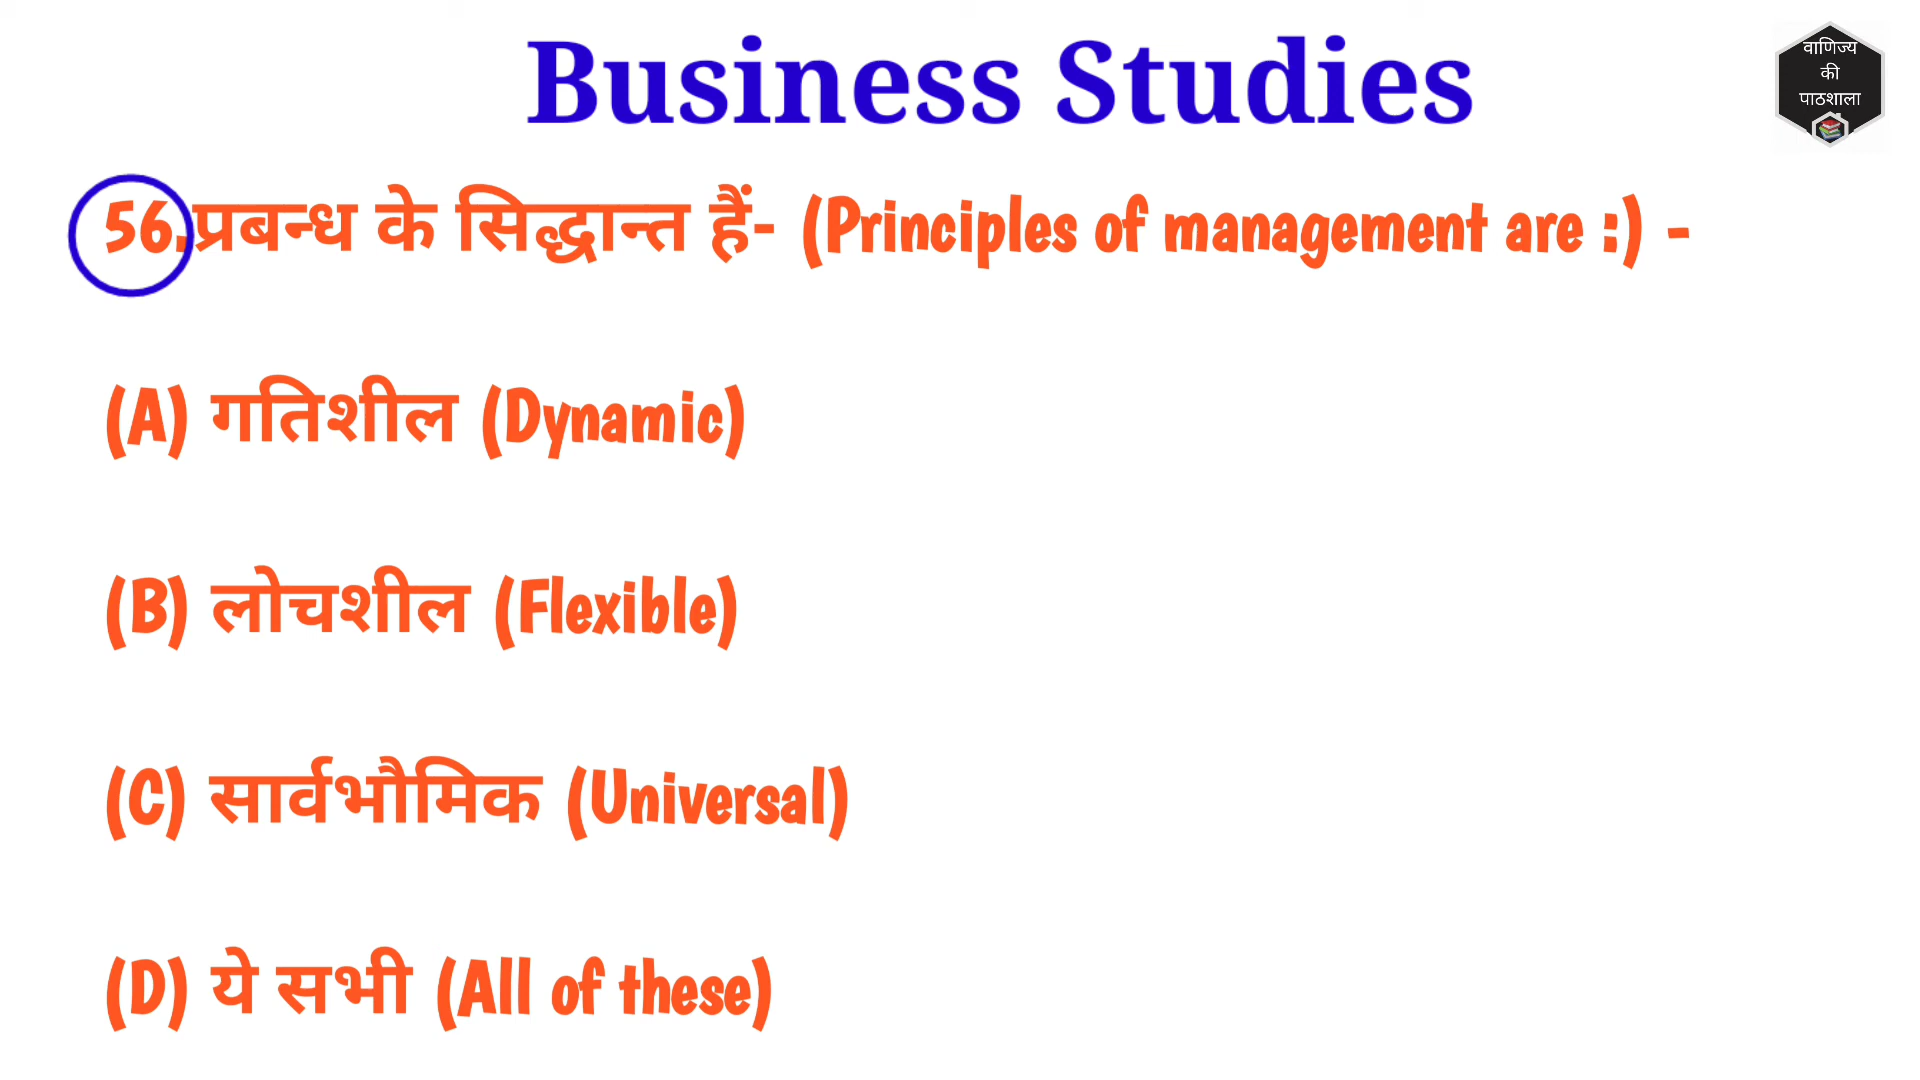 Business Studies
वाणिज्य
की
पाठशाला
56.प्रबन्ध के सिद्धान्त हैं- (Principles of management are :) -
(A) गतिशील (Dynamic)
(B) लोचशील (Flexible)
(C) सार्वभौमिक (Universal)
(D) ये सभी (All of these)